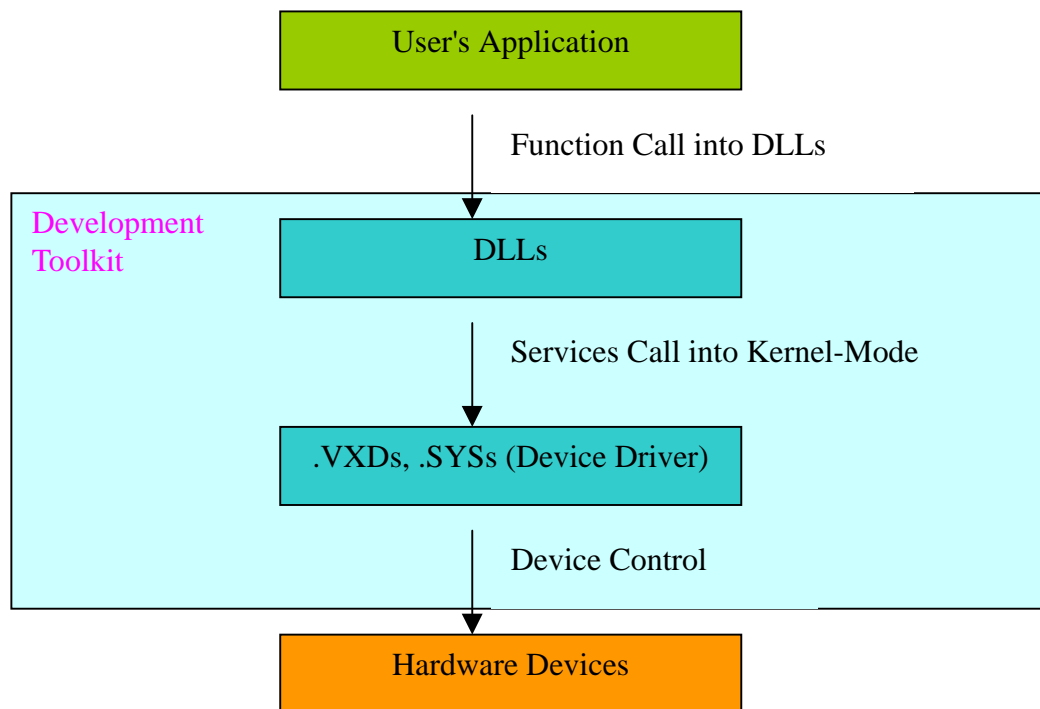 User's Application
Function Call into DLLs
Development
Toolkit
DLLs
Services Call into Kernel-Mode
.VXDs, .SYSs (Device Driver)
Device Control
Hardware Devices